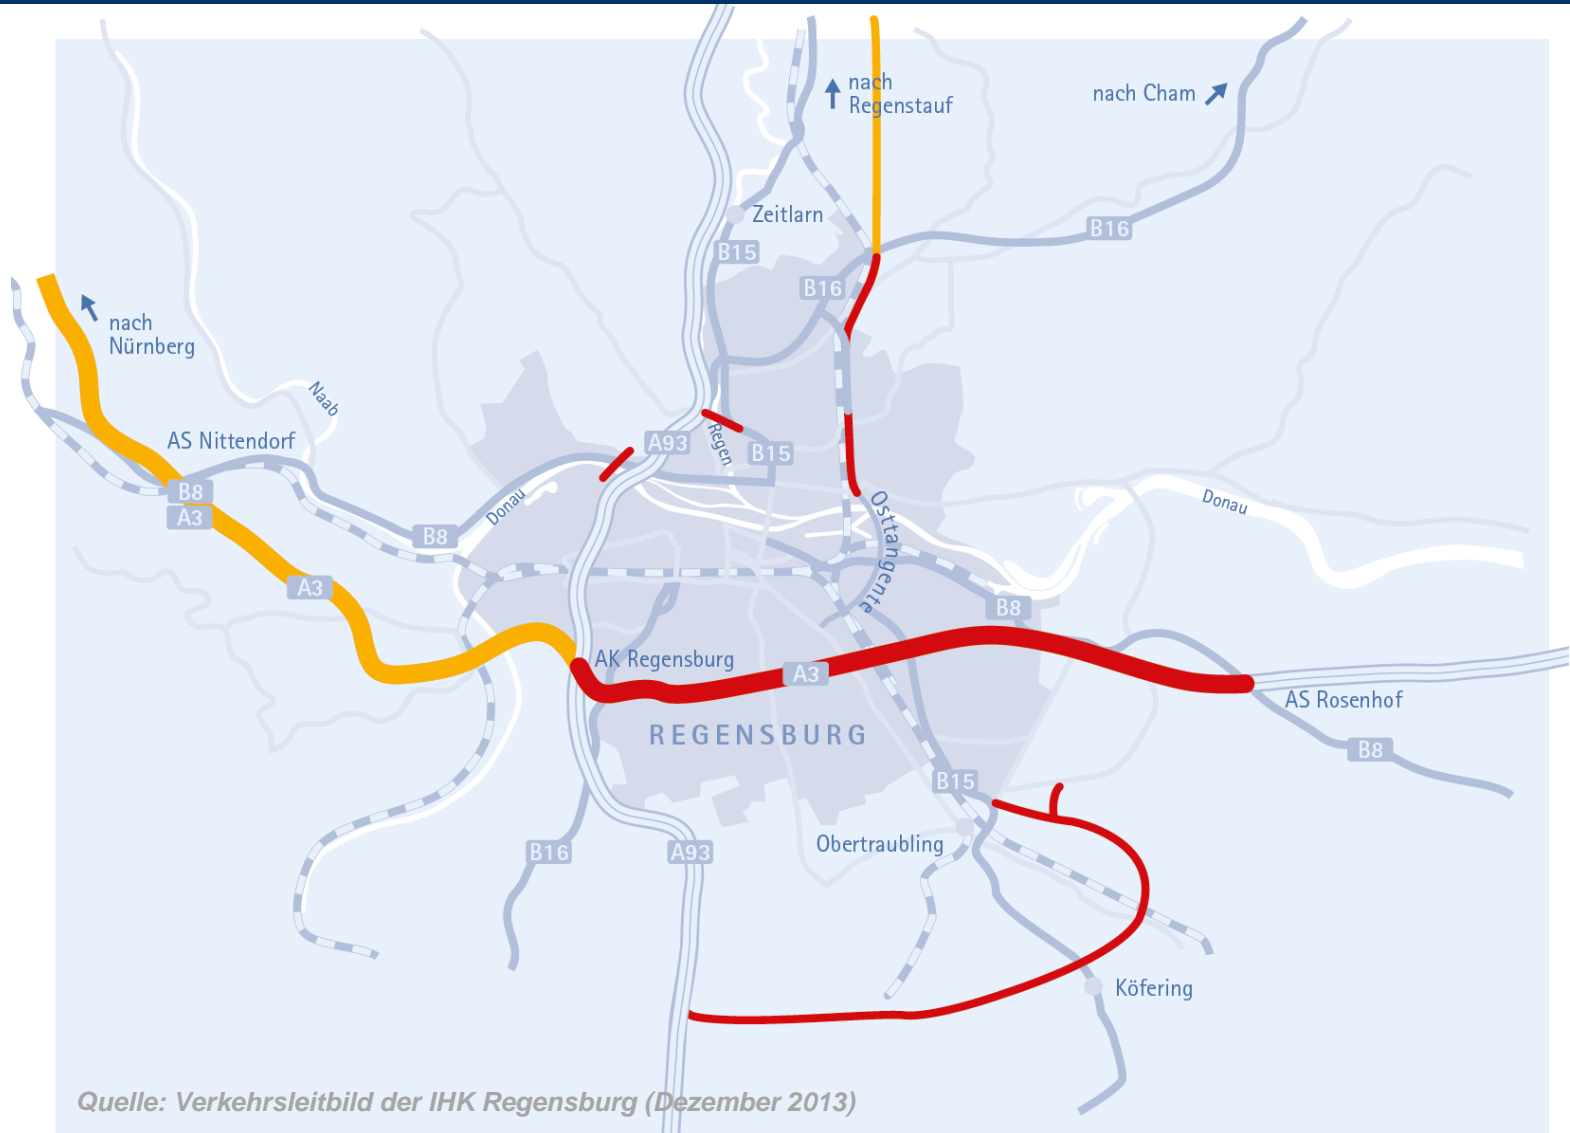 nach
Regenstauf
nach Cham
Zeitlarn
B16
B15
B16
nach
Nürnberg
Naab
AS Nittendorf
A93
Regen
B15
B8
A3
Donau
B8
Osttangente
Donau
A3
B8
AK Regensburg
A3
AS Rosenhof
REGENSBURG
B8
B15
Obertraubling
B16
A93
Köfering
Quelle: Verkehrsleitbild der IHK Regensburg (Dezember 2013)